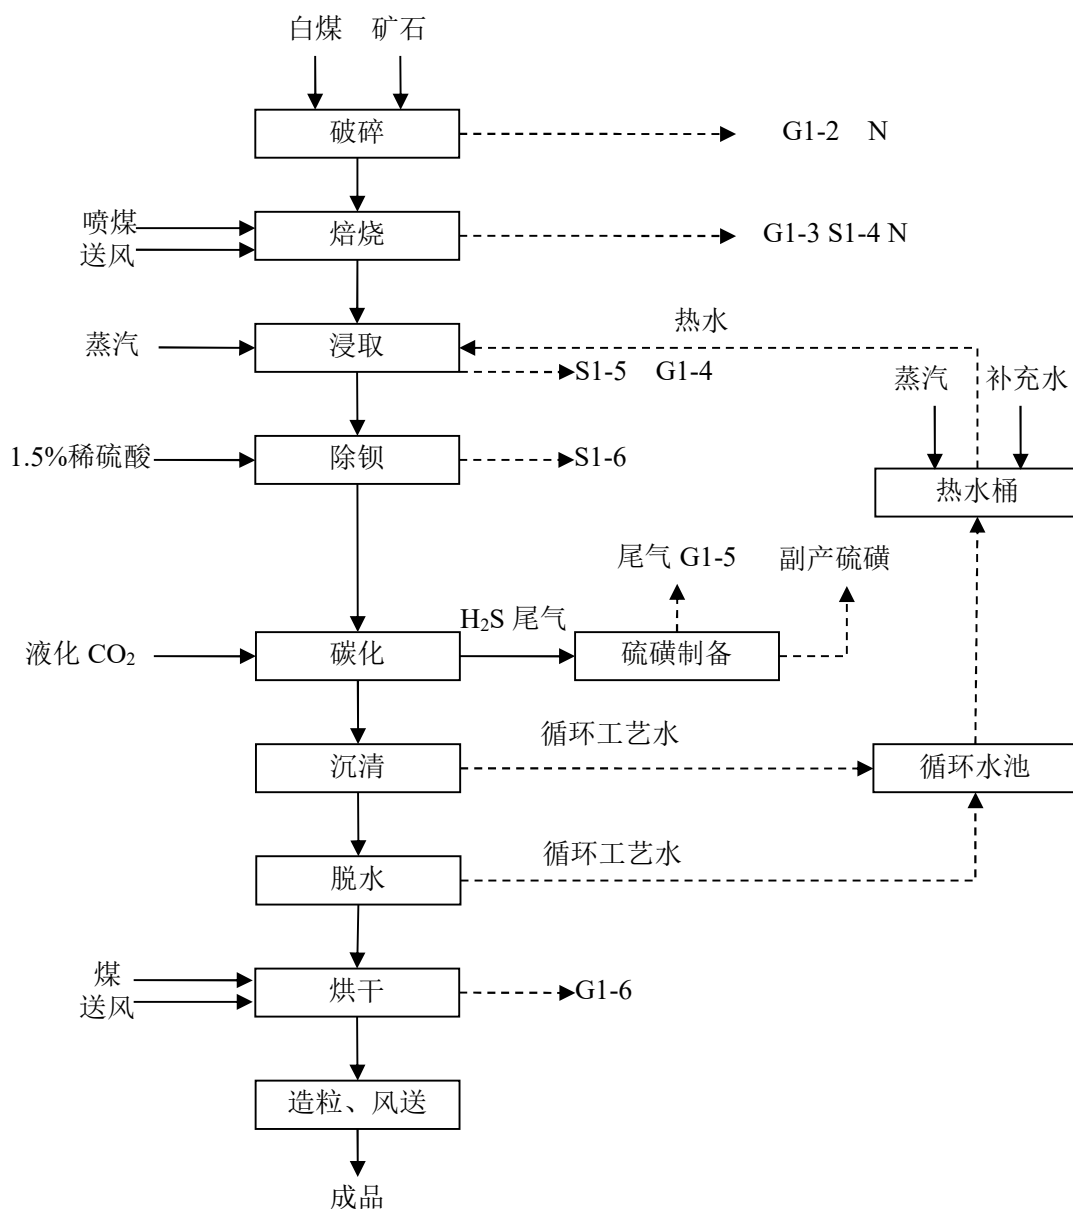 白煤 矿石
破碎
G1-2 N
喷煤
送风
焙烧
G1-3 S1-4 N
热水
蒸汽
浸取
S1-5 G1-4
蒸汽 补充水
1.5%稀硫酸
除钡
S1-6
热水桶
尾气 G1-5
副产硫磺
H₂S 尾气
液化 CO₂
碳化
硫磺制备
循环工艺水
沉清
循环水池
循环工艺水
脱水
煤
送风
烘干
G1-6
造粒、风送
成品